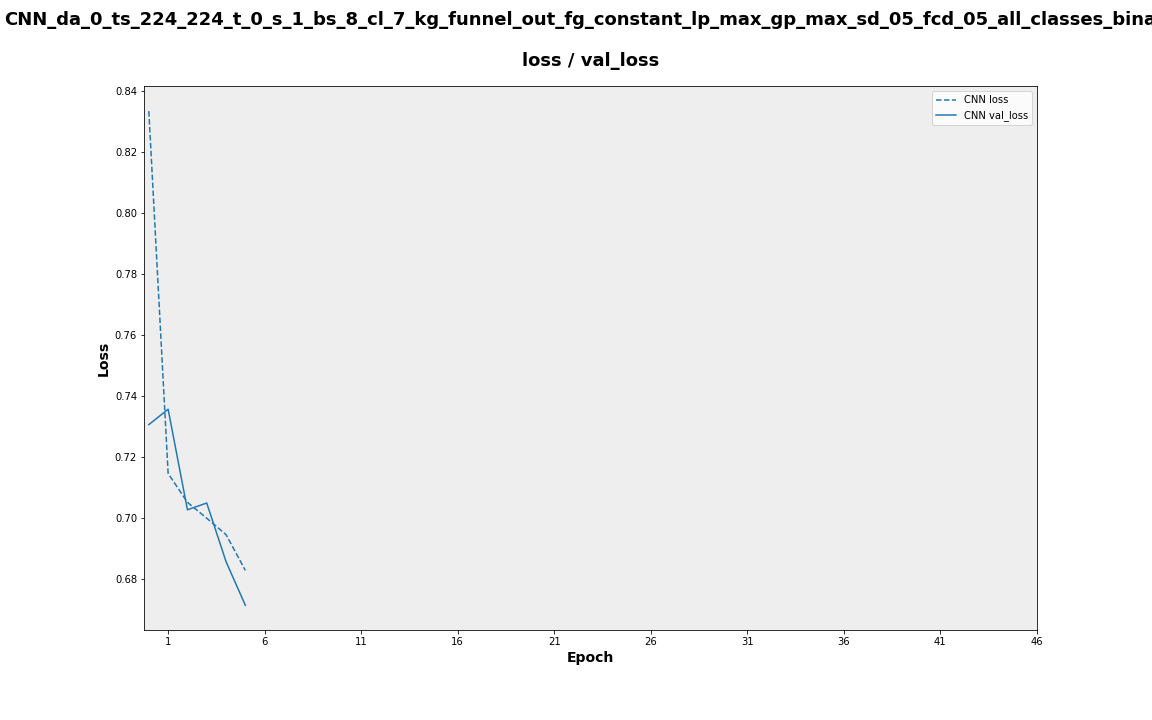 CNN_da_0_ts_224_224_t_0_s_1_bs_8_cl_7_kg_funnel_out_fg_constant_lp_max_gp_max_sd_05_fcd_05_all_classes_bina
loss / val_loss
0.84
0.82
0.80
0.78
0.76
0.74
0.72
0.70
0.68
Loss
CNN loss
CNN val_loss
1 6 11 16 21 26 31 36 41 46
Epoch